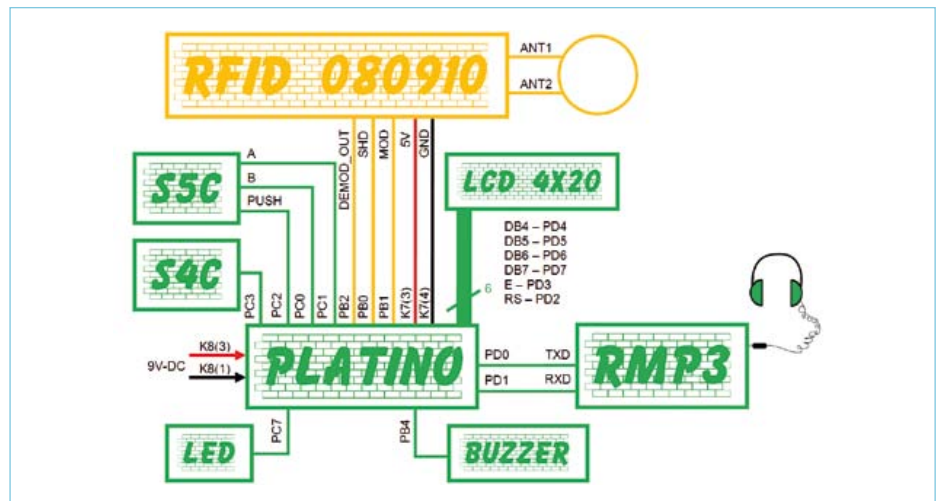 RFID 080910
ANT1
ANT2
DEMOD_OUT
SHD
MOD
5V
GND
S5C
A
B
PUSH
LCD 4X20
DB4 – PD4
DB5 – PD5
DB6 – PD6
DB7 – PD7
E – PD3
RS – PD2
6
S4C
PC3
PC2
PC0
PC1
PB2
PB0
PB1
K7(3)
K7(4)
9V-DC
K8(3)
K8(1)
PLATINO
PD0
TXD
PD1
RXD
RMP3
LED
PC7
PB4
BUZZER